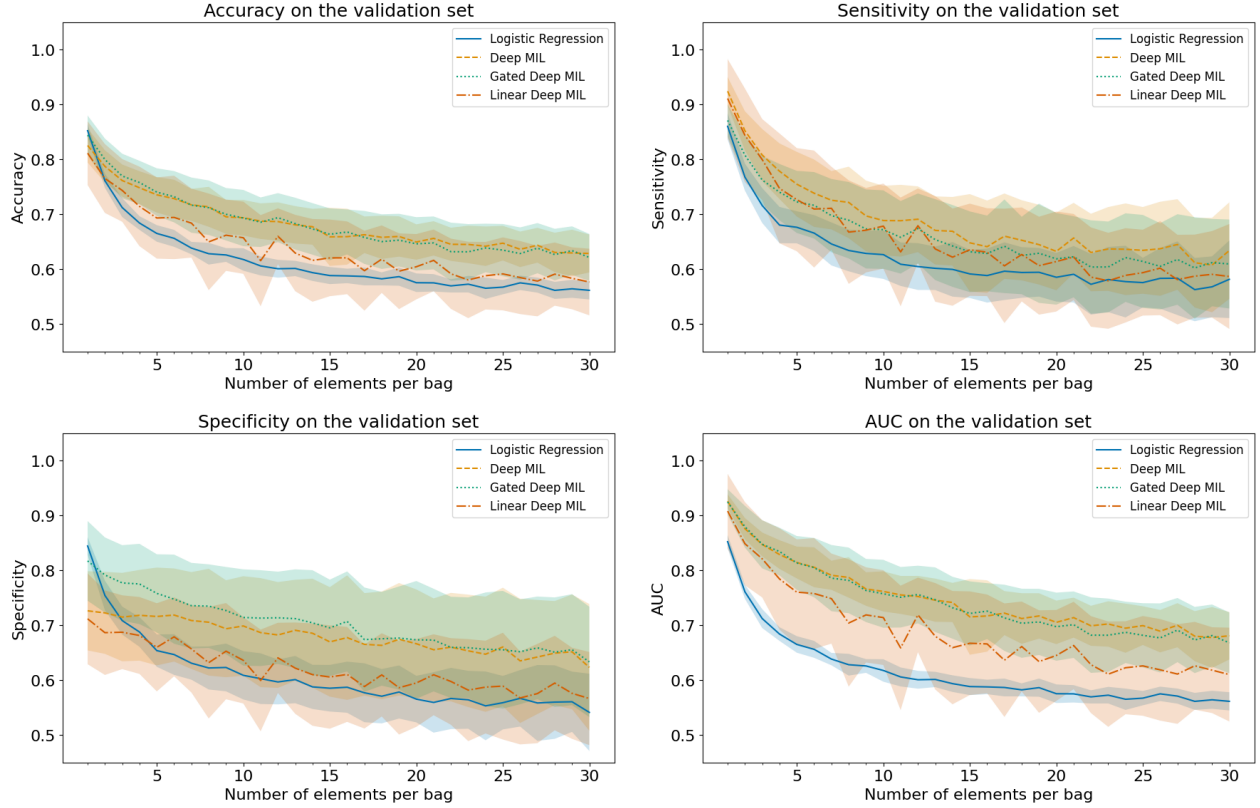 Accuracy on the validation set
1.0
0.9
0.8
0.7
0.6
0.5
Accuracy
Logistic Regression
Deep MIL
Gated Deep MIL
Linear Deep MIL
5 10 15 20 25 30
Number of elements per bag
Sensitivity on the validation set
1.0
0.9
0.8
0.7
0.6
0.5
Sensitivity
Logistic Regression
Deep MIL
Gated Deep MIL
Linear Deep MIL
5 10 15 20 25 30
Number of elements per bag
Specificity on the validation set
1.0
0.9
0.8
0.7
0.6
0.5
Specificity
Logistic Regression
Deep MIL
Gated Deep MIL
Linear Deep MIL
5 10 15 20 25 30
Number of elements per bag
AUC on the validation set
1.0
0.9
0.8
0.7
0.6
0.5
AUC
Logistic Regression
Deep MIL
Gated Deep MIL
Linear Deep MIL
5 10 15 20 25 30
Number of elements per bag